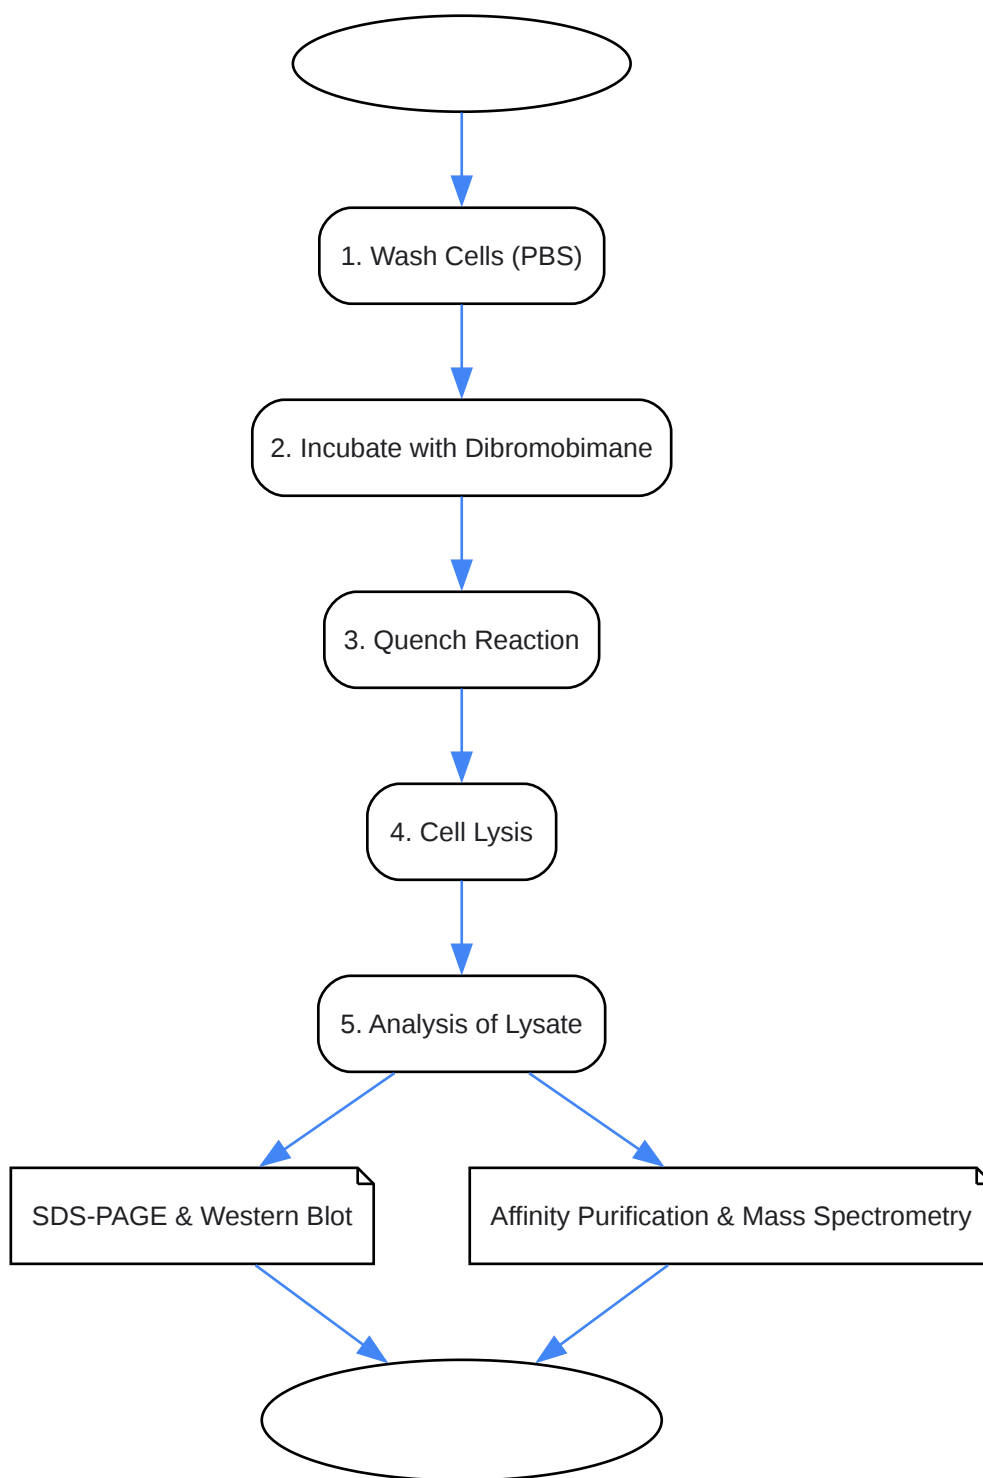 1. Wash Cells (PBS)
2. Incubate with Dibromobimane
3. Quench Reaction
4. Cell Lysis
5. Analysis of Lysate
SDS-PAGE & Western Blot
Affinity Purification & Mass Spectrometry